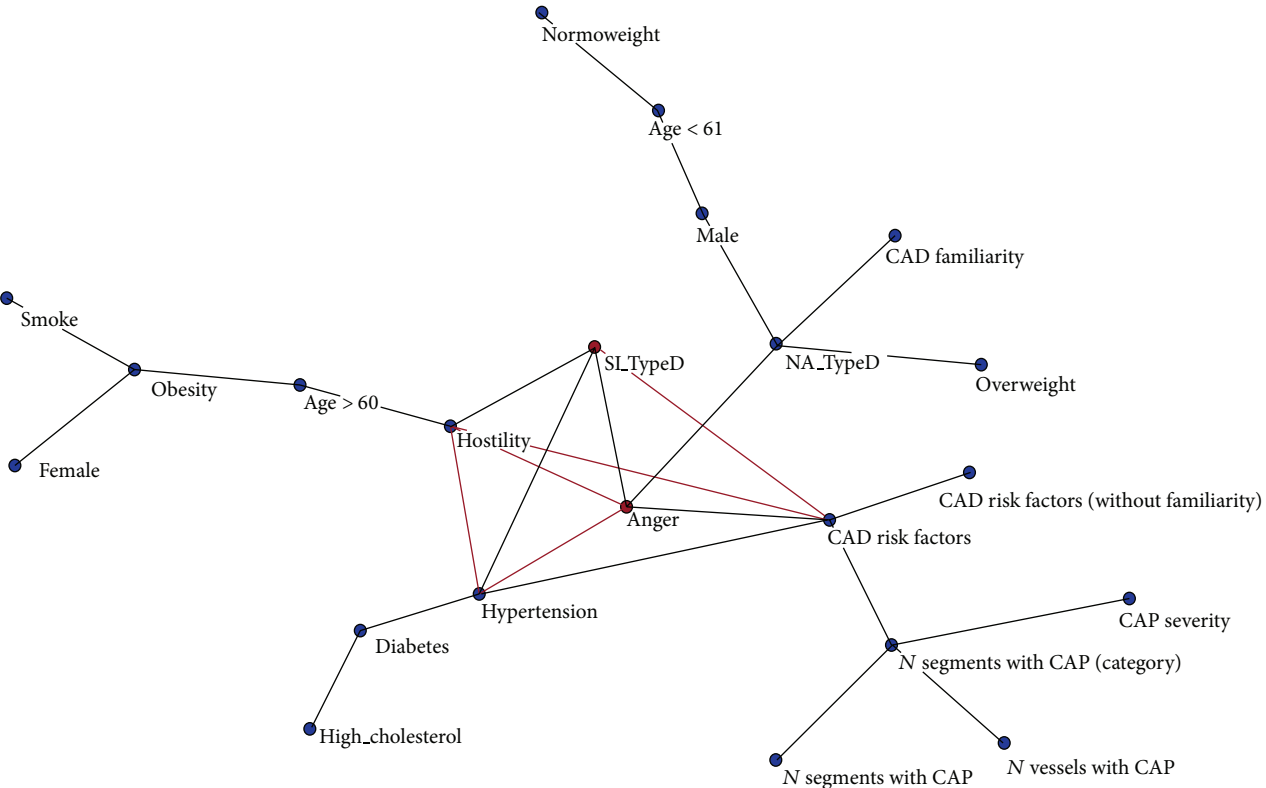 Normoweight
Age < 61
Male
CAD familiarity
Smoke
SI_TypeD
NA_TypeD
Overweight
Obesity
Age > 60
Hostility
Female
CAD risk factors (without familiarity)
Anger
CAD risk factors
Hypertension
CAP severity
Diabetes
N segments with CAP (category)
High_cholesterol
N vessels with CAP
N segments with CAP